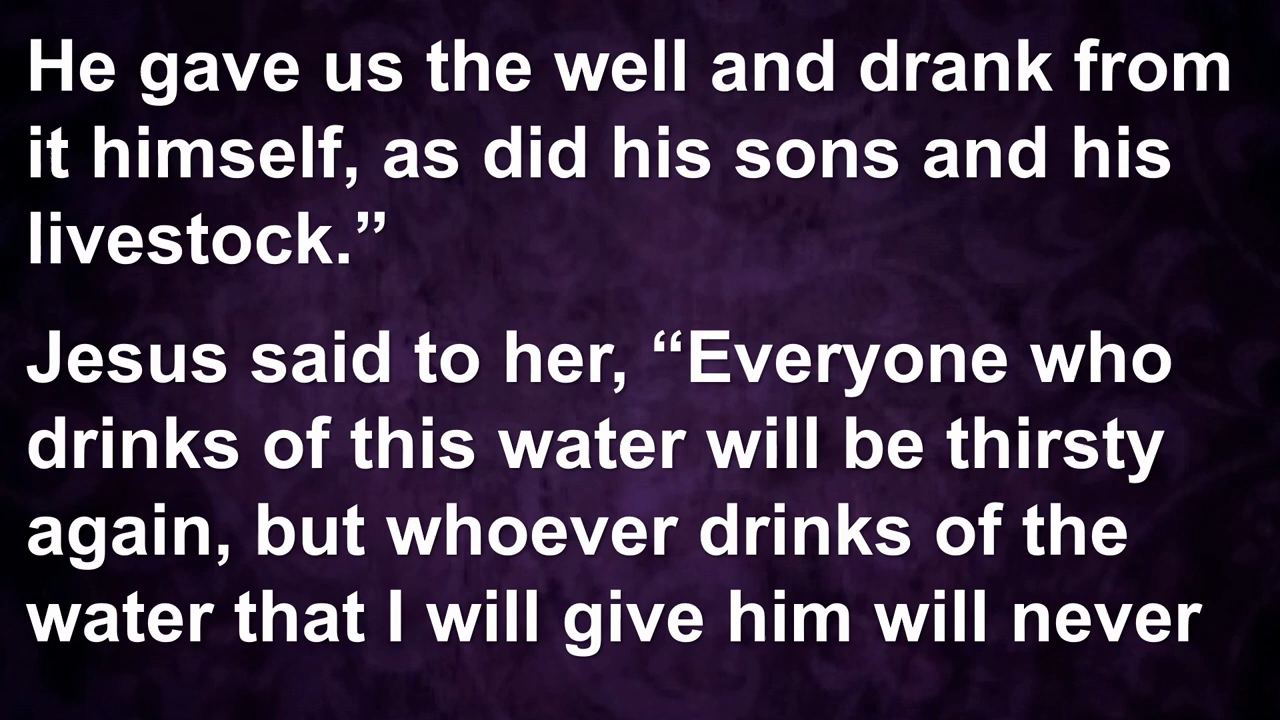 He gave us the well and drank from
it himself, as did his sons and his
livestock.”
Jesus said to her, “Everyone who
drinks of this water will be thirsty
again, but whoever drinks of the
water that I will give him will never